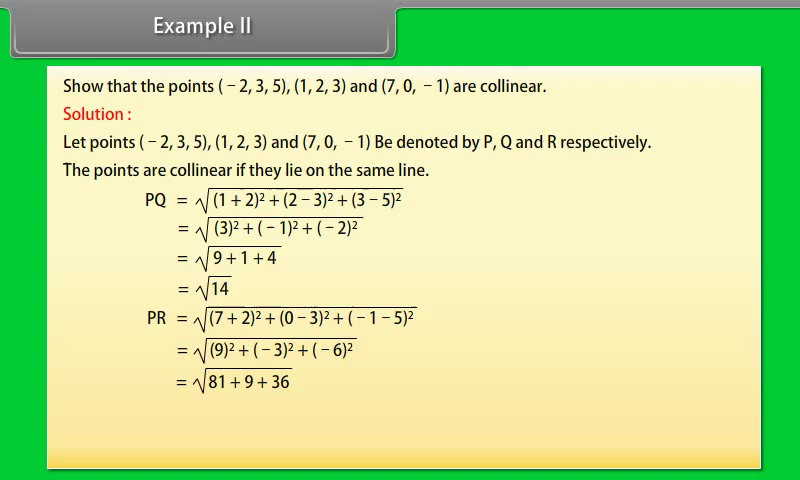 Example II
Show that the points ( − 2, 3, 5), (1, 2, 3) and (7, 0, − 1) are collinear.
Solution :
Let points ( − 2, 3, 5), (1, 2, 3) and (7, 0, − 1) Be denoted by P, Q and R respectively.
The points are collinear if they lie on the same line.
PQ = √(1 + 2)² + (2 − 3)² + (3 − 5)²
= √(3)² + ( − 1)² + ( − 2)²
= √9 + 1 + 4
= √14
PR = √(7 + 2)² + (0 − 3)² + ( − 1 − 5)²
= √(9)² + ( − 3)² + ( − 6)²
= √81 + 9 + 36